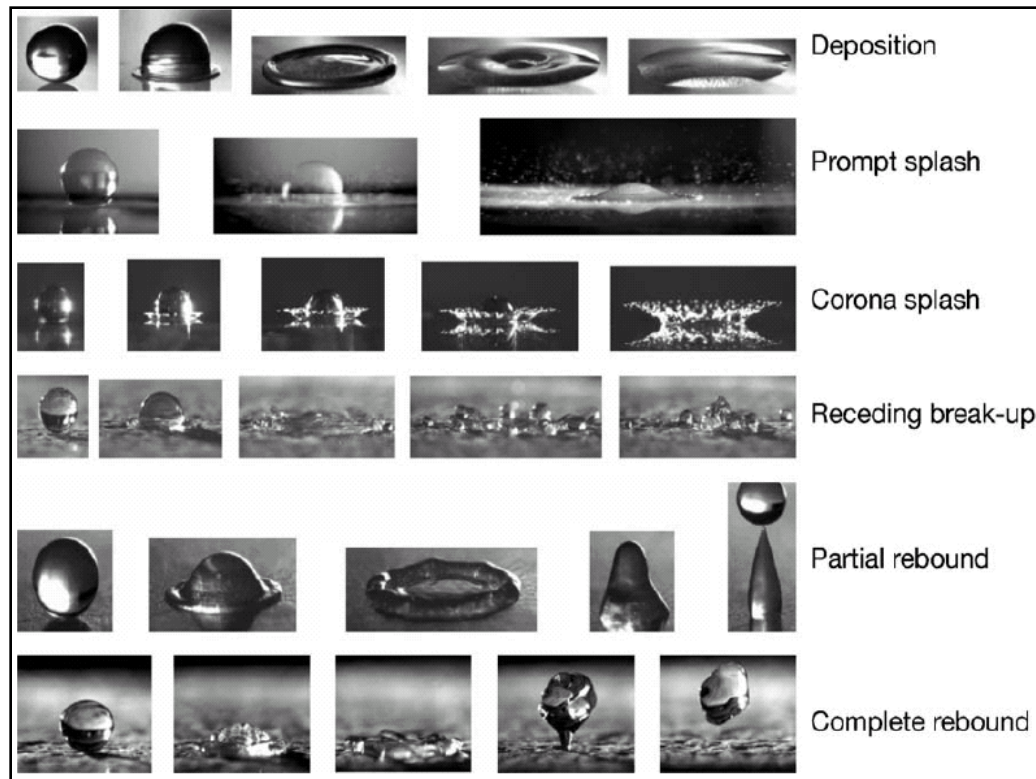 Deposition
Prompt splash
Corona splash
Receding break-up
Partial rebound
Complete rebound